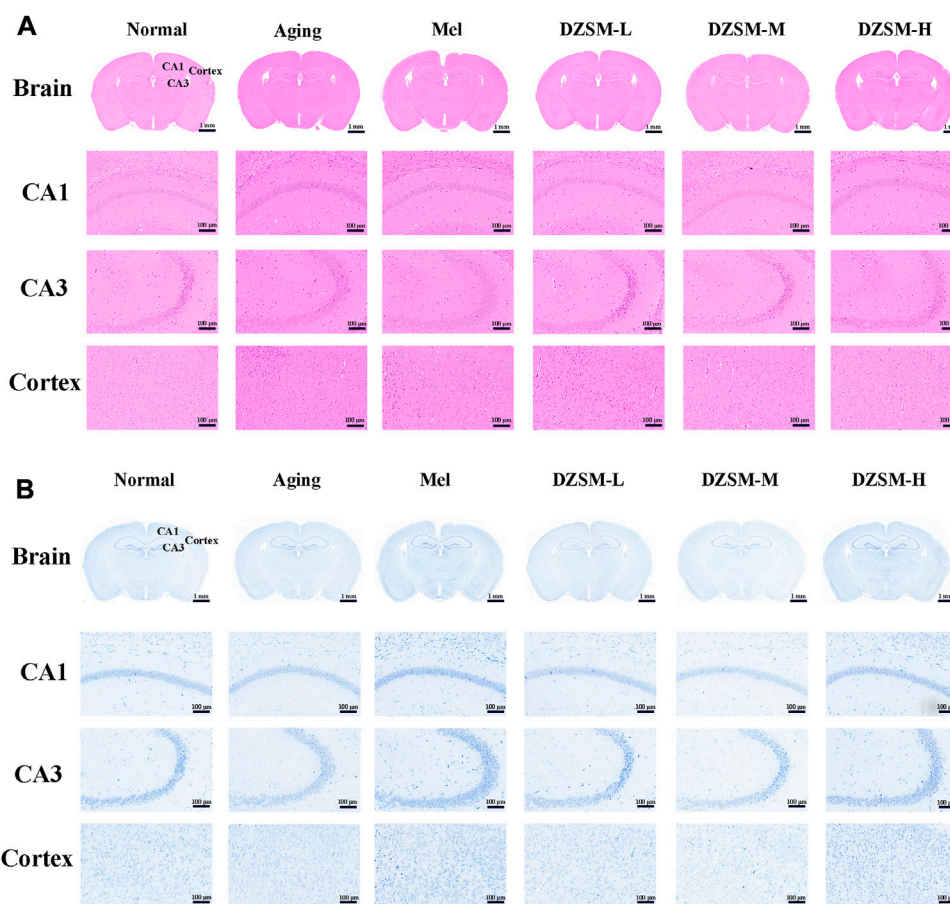 A
Normal Aging Mel DZSM-L DZSM-M DZSM-H
Brain
CA1
Cortex
CA3
1 mm 1 mm 1 mm 1 mm 1 mm 1 mm
CA1
100 μm 100 μm 100 μm 100 μm 100 μm 100 μm
CA3
100 μm 100 μm 100 μm 100 μm 100 μm 100 μm
Cortex
100 μm 100 μm 100 μm 100 μm 100 μm 100 μm
B
Normal Aging Mel DZSM-L DZSM-M DZSM-H
Brain
CA1
Cortex
CA3
1 mm 1 mm 1 mm 1 mm 1 mm 1 mm
CA1
100 μm 100 μm 100 μm 100 μm 100 μm 100 μm
CA3
100 μm 100 μm 100 μm 100 μm 100 μm 100 μm
Cortex
100 μm 100 μm 100 μm 100 μm 100 μm 100 μm